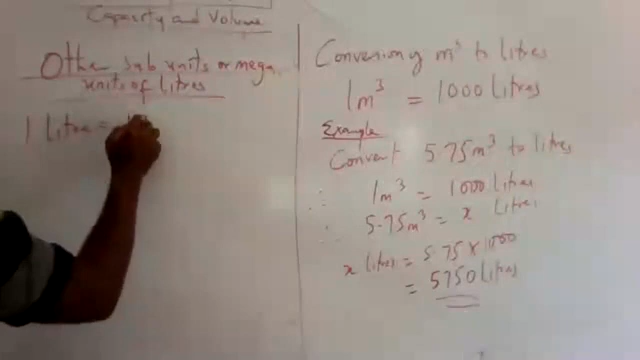 Capacity and Volume
Other sub units or mega
units of litres
1 Litre = 1
Converting m³ to litres
1m³ = 1000 Litres
Example
Convert 5.75m³ to litres
∴ 1m³ = 1000 Litres
∴ 5.75m³ = x Litres
x litres = 5.75 x 1000
= 5750 Litres